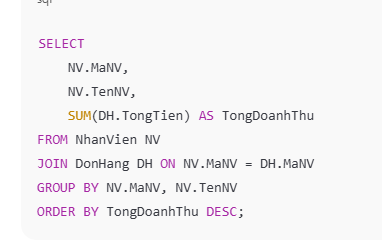 sql
SELECT
NV.MaNV,
NV.TenNV,
SUM(DH.TongTien) AS TongDoanhThu
FROM NhanVien NV
JOIN DonHang DH ON NV.MaNV = DH.MaNV
GROUP BY NV.MaNV, NV.TenNV
ORDER BY TongDoanhThu DESC;